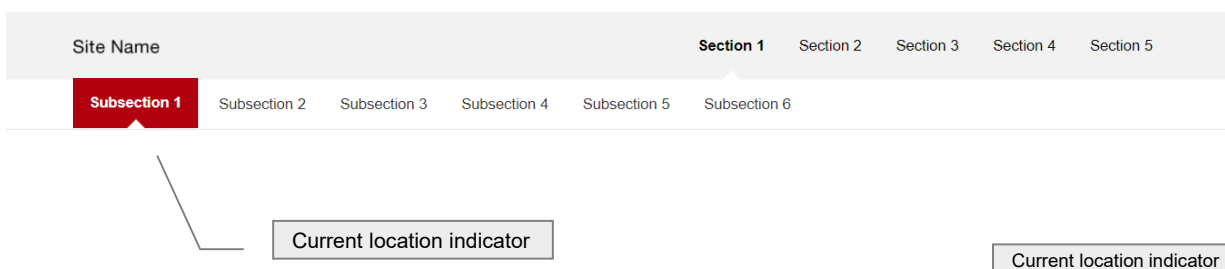 Site Name
Section 1 Section 2 Section 3 Section 4 Section 5
Subsection 1 Subsection 2 Subsection 3 Subsection 4 Subsection 5 Subsection 6
Current location indicator
Current location indicator